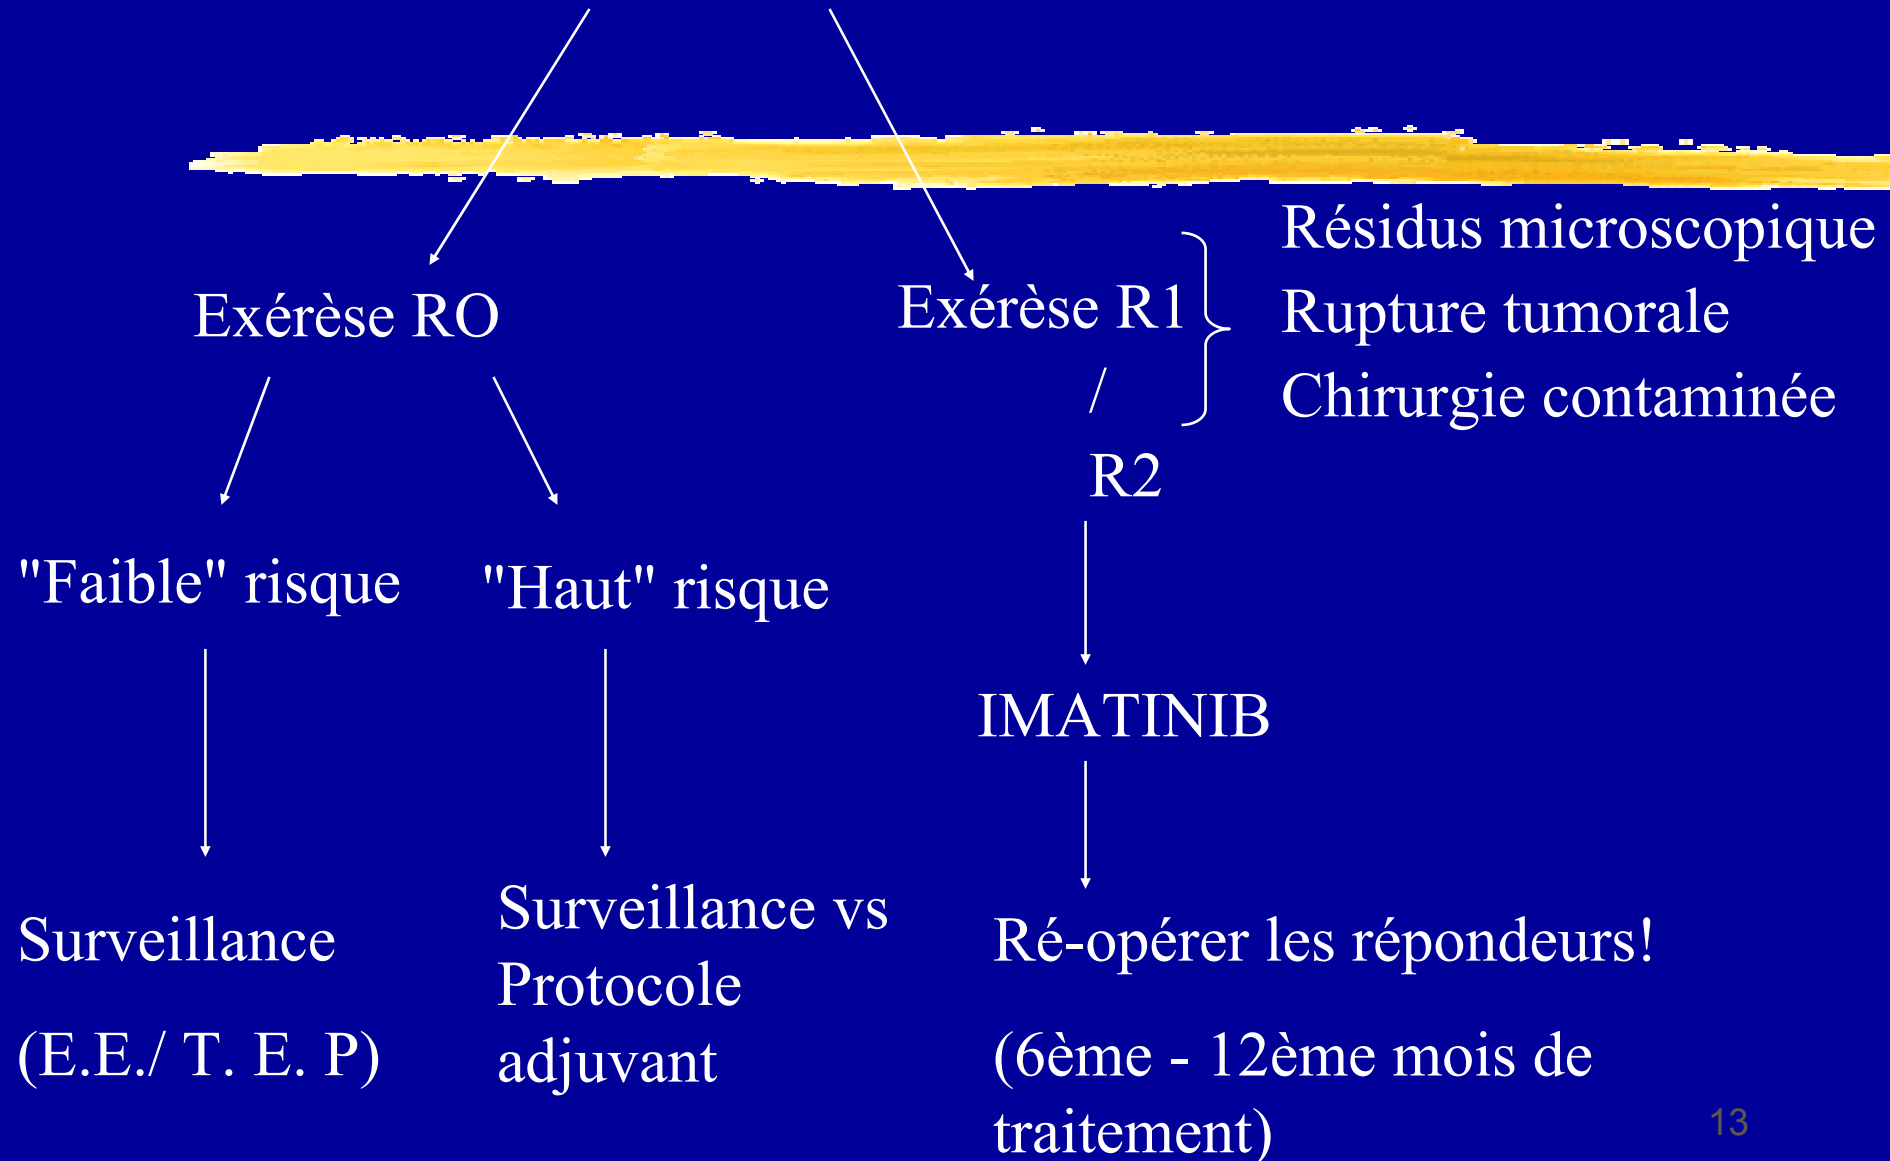 Exérèse RO
Exérèse R1
/
R2
Résidus microscopique
Rupture tumorale
Chirurgie contaminée
"Faible" risque
"Haut" risque
IMATINIB
Surveillance
(E.E./ T. E. P)
Surveillance vs
Protocole
adjuvant
Ré-opérer les répondeurs!
(6ème - 12ème mois de
traitement)
13